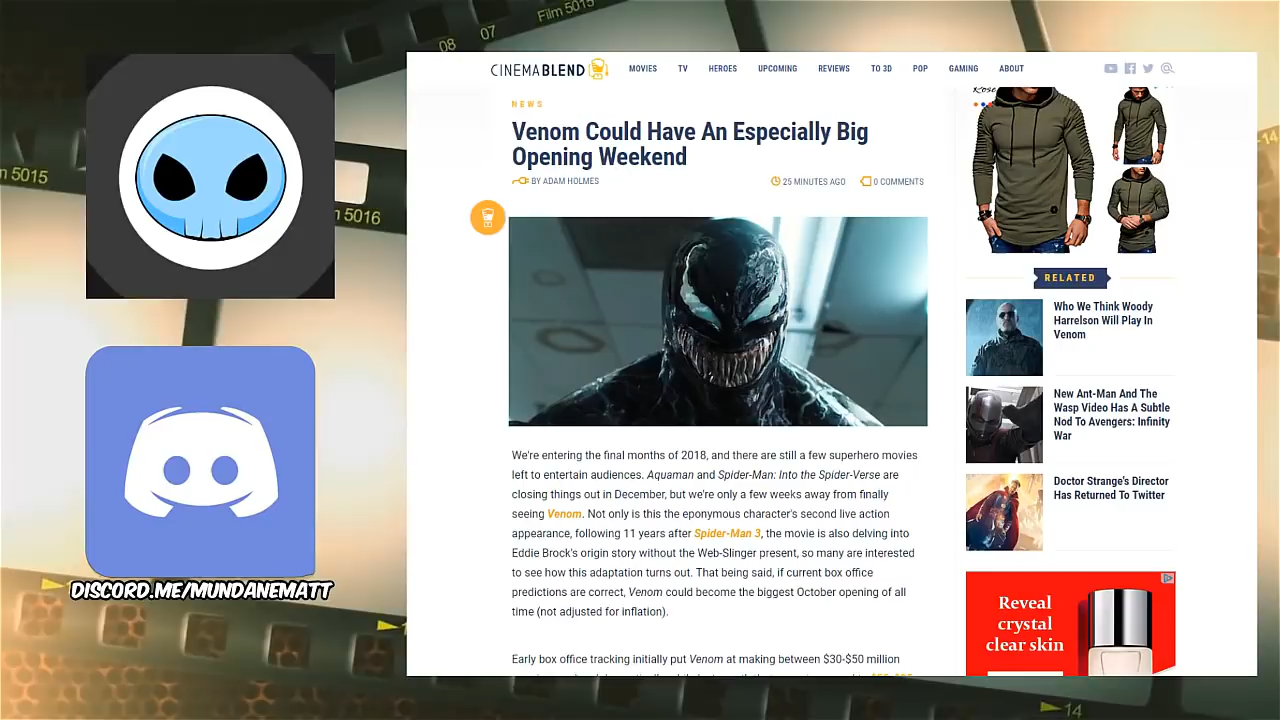 Film 5015
08 07
m 5015
m 5016
14
CINEMABLEND
MOVIES TV HEROES UPCOMING REVIEWS TO 3D POP GAMING ABOUT
NEWS
Venom Could Have An Especially Big
Opening Weekend
BY ADAM HOLMES
25 MINUTES AGO
0 COMMENTS
We're entering the final months of 2018, and there are still a few superhero movies
left to entertain audiences. Aquaman and Spider-Man: Into the Spider-Verse are
closing things out in December, but we're only a few weeks away from finally
seeing Venom. Not only is this the eponymous character's second live action
appearance, following 11 years after Spider-Man 3, the movie is also delving into
Eddie Brock's origin story without the Web-Slinger present, so many are interested
to see how this adaptation turns out. That being said, if current box office
predictions are correct, Venom could become the biggest October opening of all
time (not adjusted for inflation).
Early box office tracking initially put Venom at making between $30-$50 million
RELATED
Who We Think Woody
Harrelson Will Play In
Venom
New Ant-Man And The
Wasp Video Has A Subtle
Nod To Avengers: Infinity
War
Doctor Strange's Director
Has Returned To Twitter
Reveal
crystal
clear skin
DISCORD.ME/MUNDANEMATT